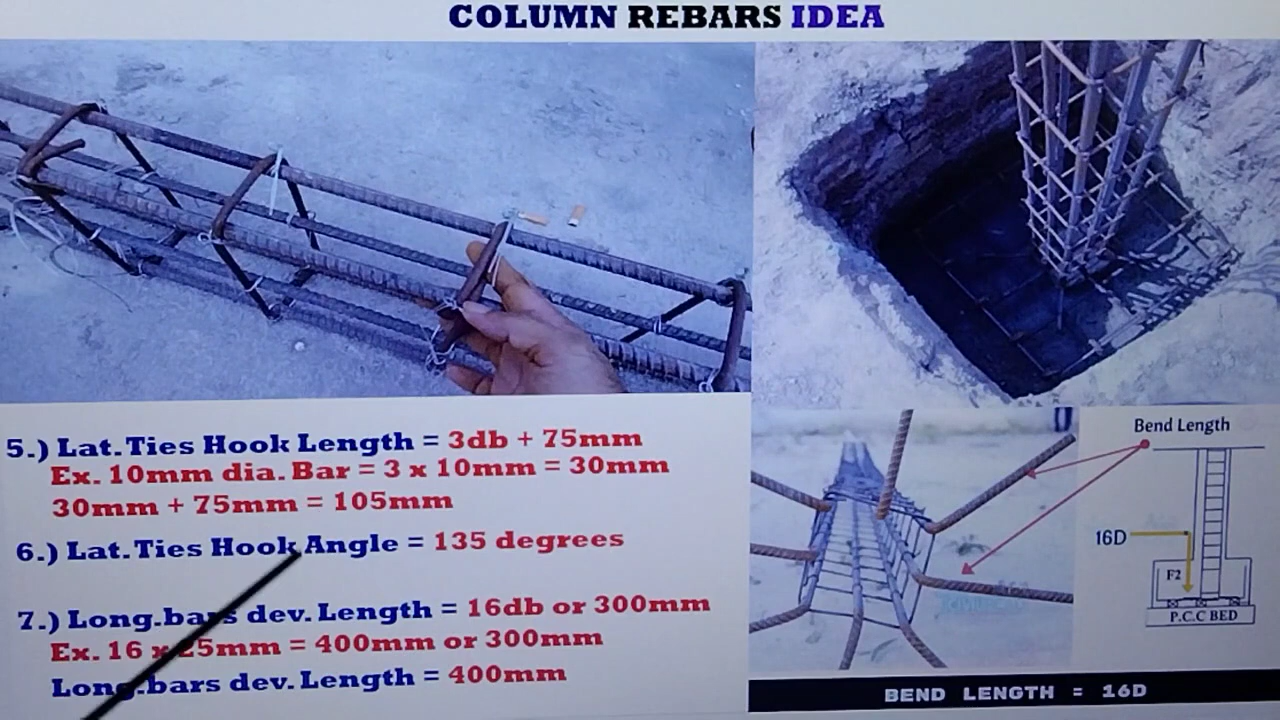 COLUMN REBARS IDEA
5.) Lat.Ties Hook Length = 3db + 75mm
Ex. 10mm dia. Bar = 3 x 10mm = 30mm
30mm + 75mm = 105mm
6.) Lat.Ties Hook Angle = 135 degrees
7.) Long.bars dev. Length = 16db or 300mm
Ex. 16 x 25mm = 400mm or 300mm
Long.bars dev. Length = 400mm
Bend Length
16D
F2
P.C.C BED
BEND LENGTH = 16D